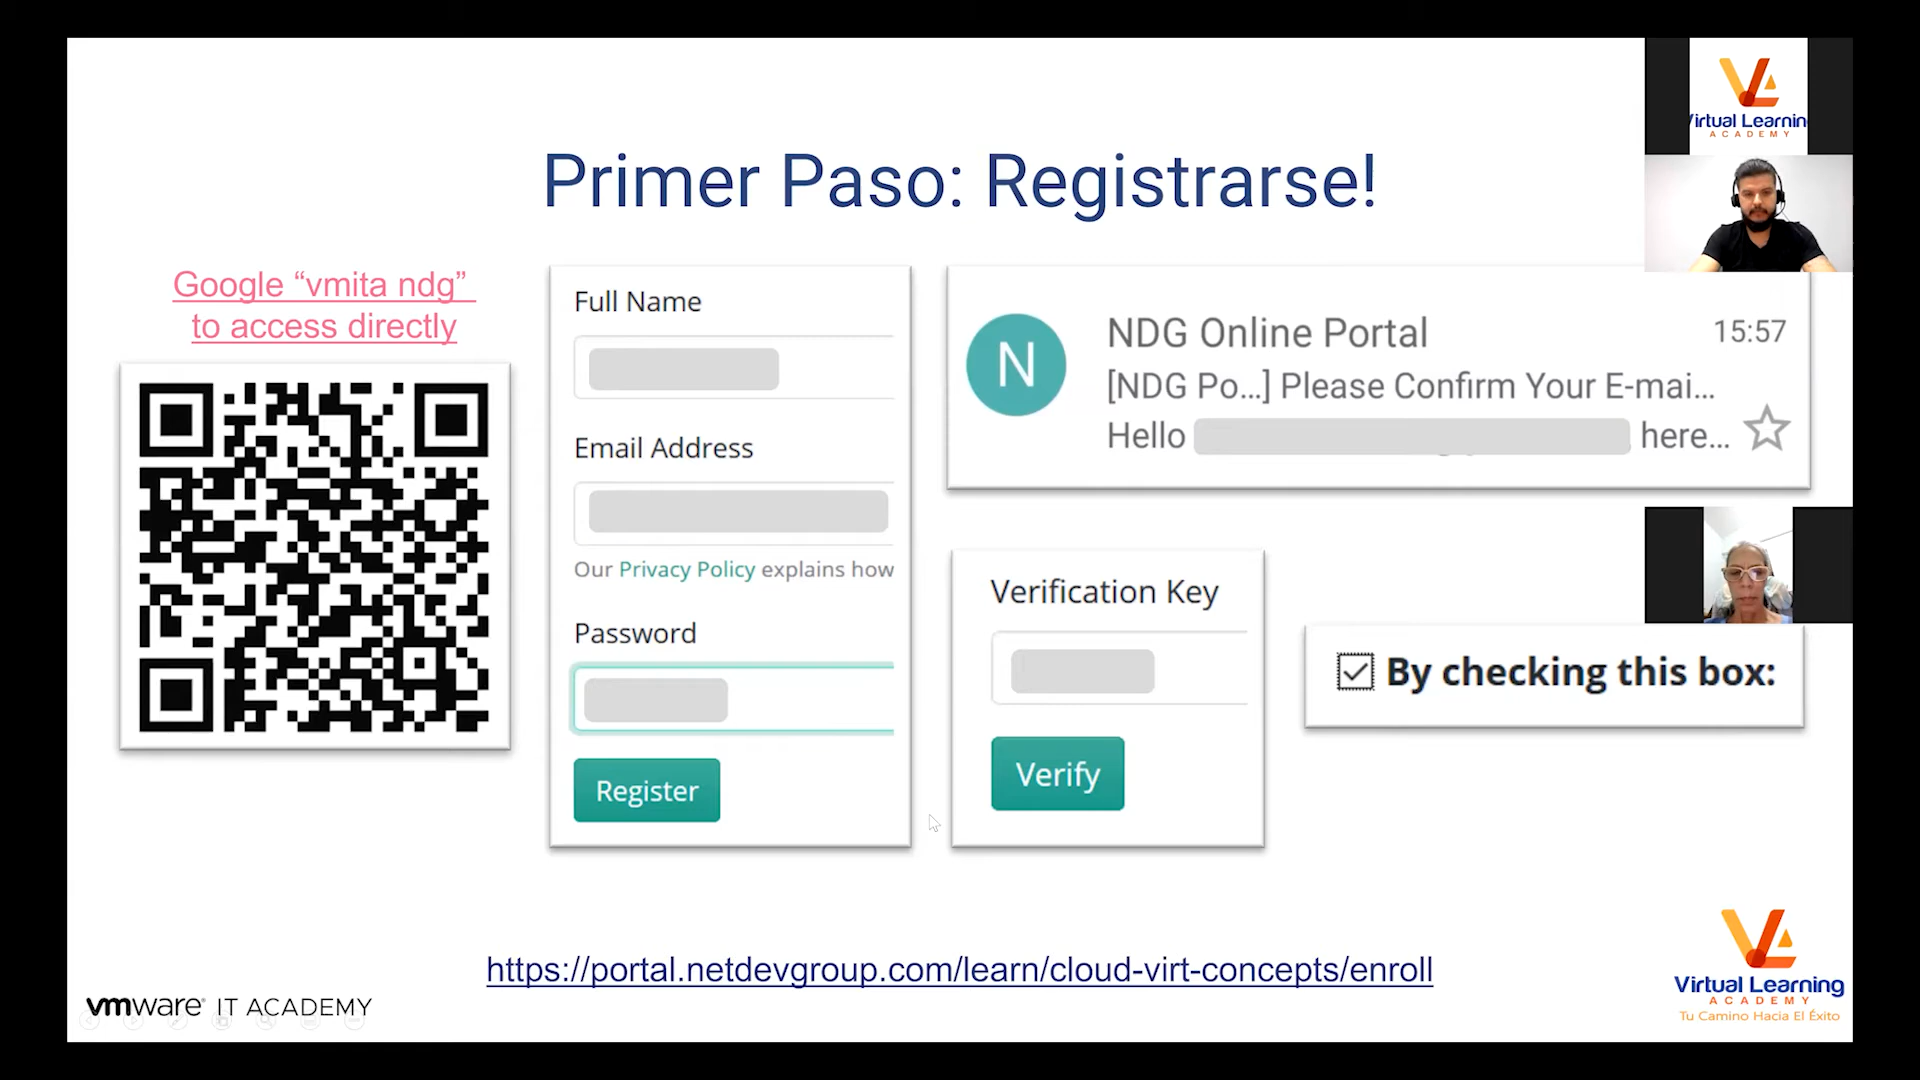 Virtual Learnin
ACADEMY
Primer Paso: Registrarse!
Google “vmita ndg”
to access directly
Full Name
Email Address
Our Privacy Policy explains how
Password
Register
N
NDG Online Portal
15:57
[NDG Po...] Please Confirm Your E-mai...
Hello
here...
Verification Key
Verify
By checking this box:
https://portal.netdevgroup.com/learn/cloud-virt-concepts/enroll
vmware® IT ACADEMY
Virtual Learning
ACADEMY
Tu Camino Hacia El Éxito